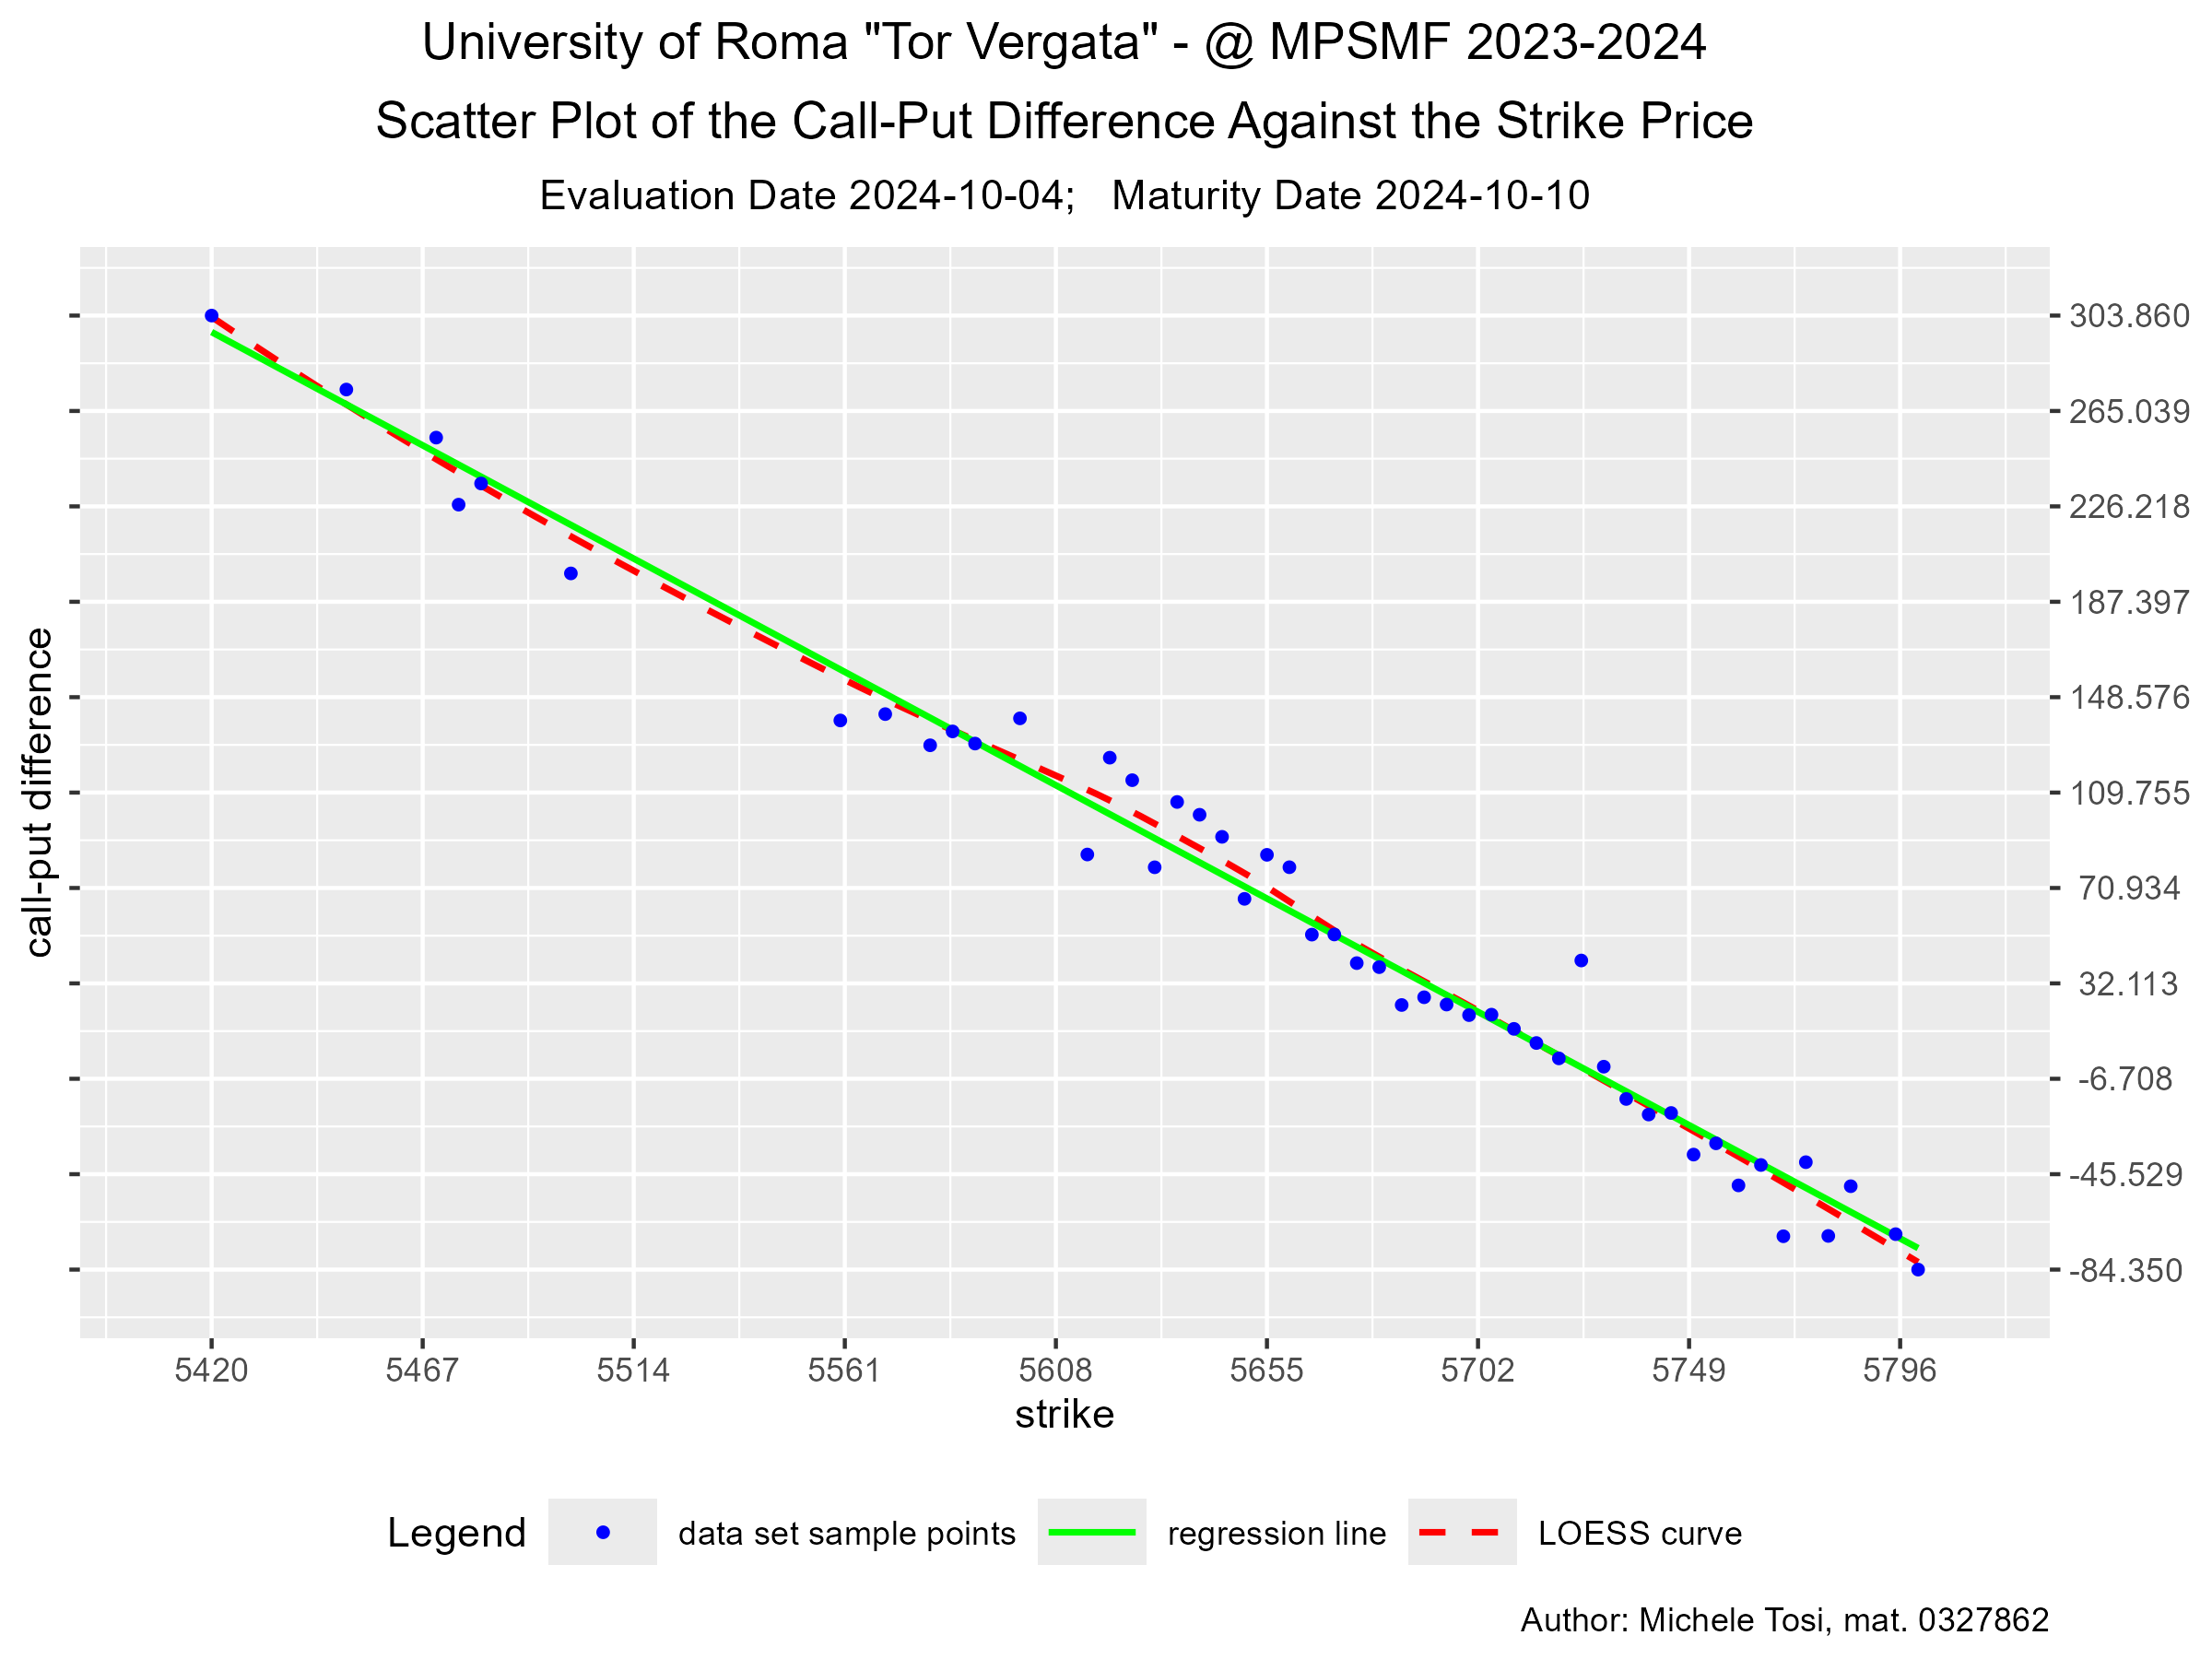 University of Roma "Tor Vergata" - @ MPSMF 2023-2024
Scatter Plot of the Call-Put Difference Against the Strike Price
Evaluation Date 2024-10-04;   Maturity Date 2024-10-10
call-put difference
303.860
265.039
226.218
187.397
148.576
109.755
70.934
32.113
-6.708
-45.529
-84.350
5420 5467 5514 5561 5608 5655 5702 5749 5796
strike
Legend data set sample points regression line LOESS curve
Author: Michele Tosi, mat. 0327862